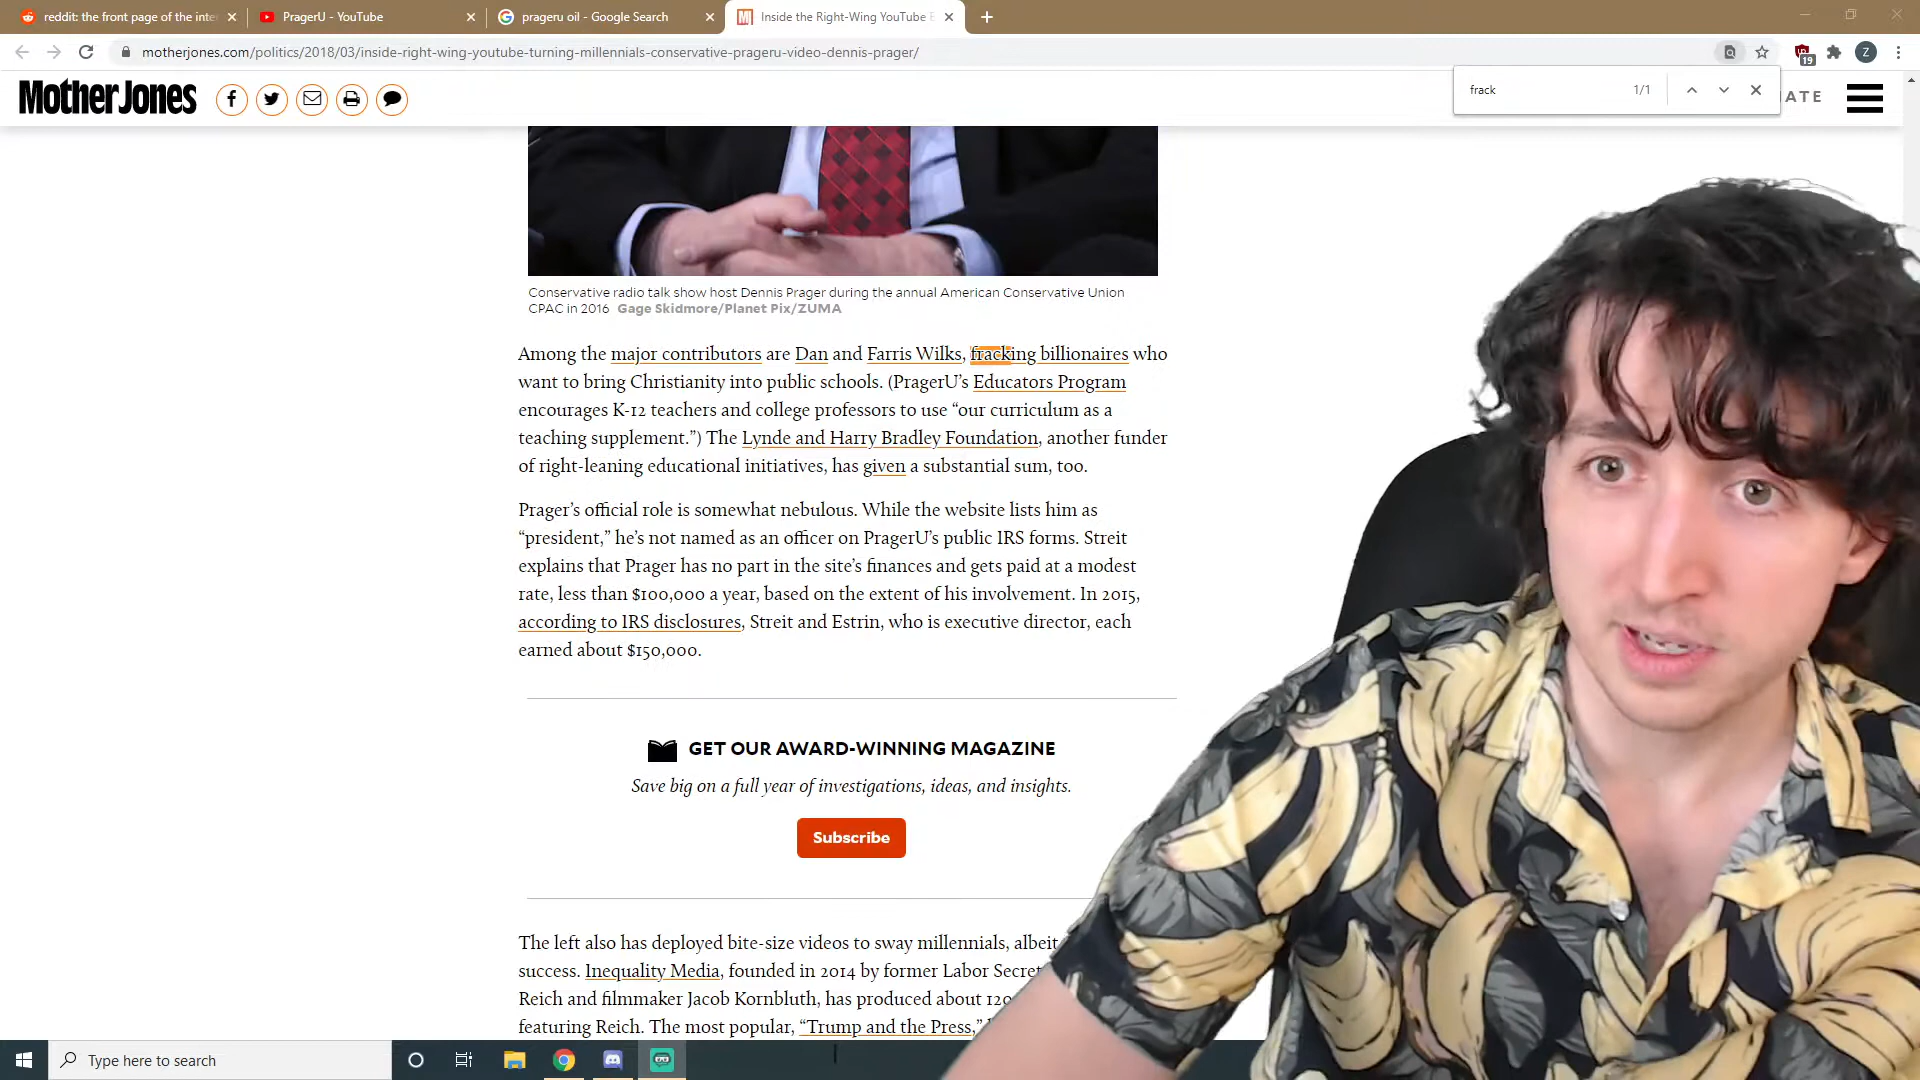 reddit: the front page of the inte
PragerU - YouTube
prageru oil - Google Search
Inside the Right-Wing YouTube E
motherjones.com/politics/2018/03/inside-right-wing-youtube-turning-millennials-conservative-prageru-video-dennis-prager/
19
Z
frack
1/1
Mother Jones
ATE
Conservative radio talk show host Dennis Prager during the annual American Conservative Union
CPAC in 2016 Gage Skidmore/Planet Pix/ZUMA
Among the major contributors are Dan and Farris Wilks, fracking billionaires who
want to bring Christianity into public schools. (PragerU’s Educators Program
encourages K-12 teachers and college professors to use “our curriculum as a
teaching supplement.”) The Lynde and Harry Bradley Foundation, another funder
of right-leaning educational initiatives, has given a substantial sum, too.
Prager’s official role is somewhat nebulous. While the website lists him as
“president,” he’s not named as an officer on PragerU’s public IRS forms. Streit
explains that Prager has no part in the site’s finances and gets paid at a modest
rate, less than $100,000 a year, based on the extent of his involvement. In 2015,
according to IRS disclosures, Streit and Estrin, who is executive director, each
earned about $150,000.
GET OUR AWARD-WINNING MAGAZINE
Save big on a full year of investigations, ideas, and insights.
Subscribe
The left also has deployed bite-size videos to sway millennials, albeit
success. Inequality Media, founded in 2014 by former Labor Secret
Reich and filmmaker Jacob Kornbluth, has produced about 120
featuring Reich. The most popular, “Trump and the Press,”
Type here to search